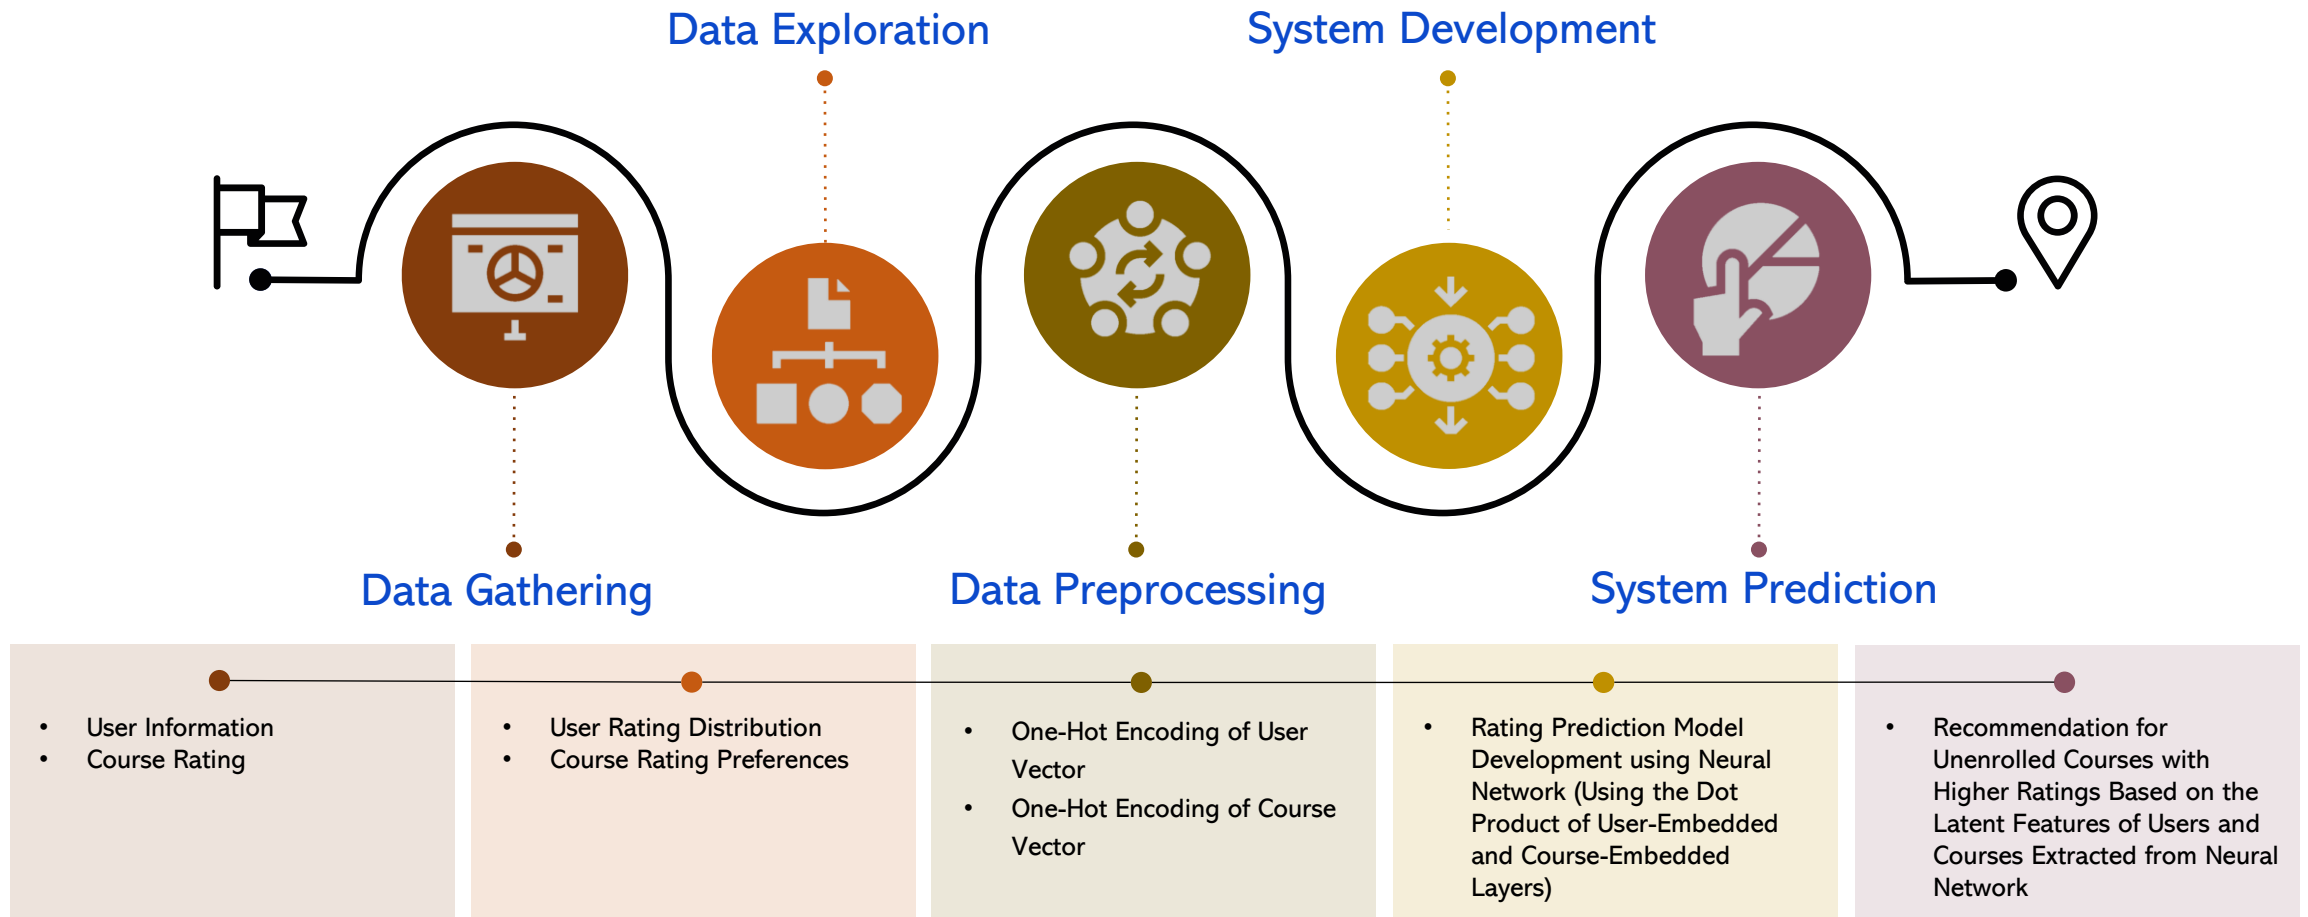 Data Exploration
System Development
Data Gathering
Data Preprocessing
System Prediction
• User Information
• Course Rating
• User Rating Distribution
• Course Rating Preferences
• One-Hot Encoding of User
Vector
• One-Hot Encoding of Course
Vector
• Rating Prediction Model
Development using Neural
Network (Using the Dot
Product of User-Embedded
and Course-Embedded
Layers)
• Recommendation for
Unenrolled Courses with
Higher Ratings Based on the
Latent Features of Users and
Courses Extracted from Neural
Network